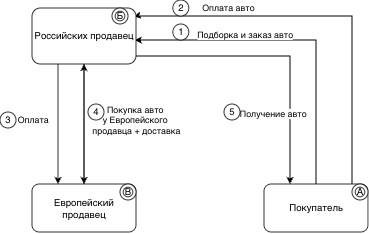 2 Оплата авто
Б
1 Подборка и заказ авто
Российских продавец
3 Оплата
4 Покупка авто
у Европейского
продавца + доставка
5 Получение авто
В
Европейский
продавец
А
Покупатель